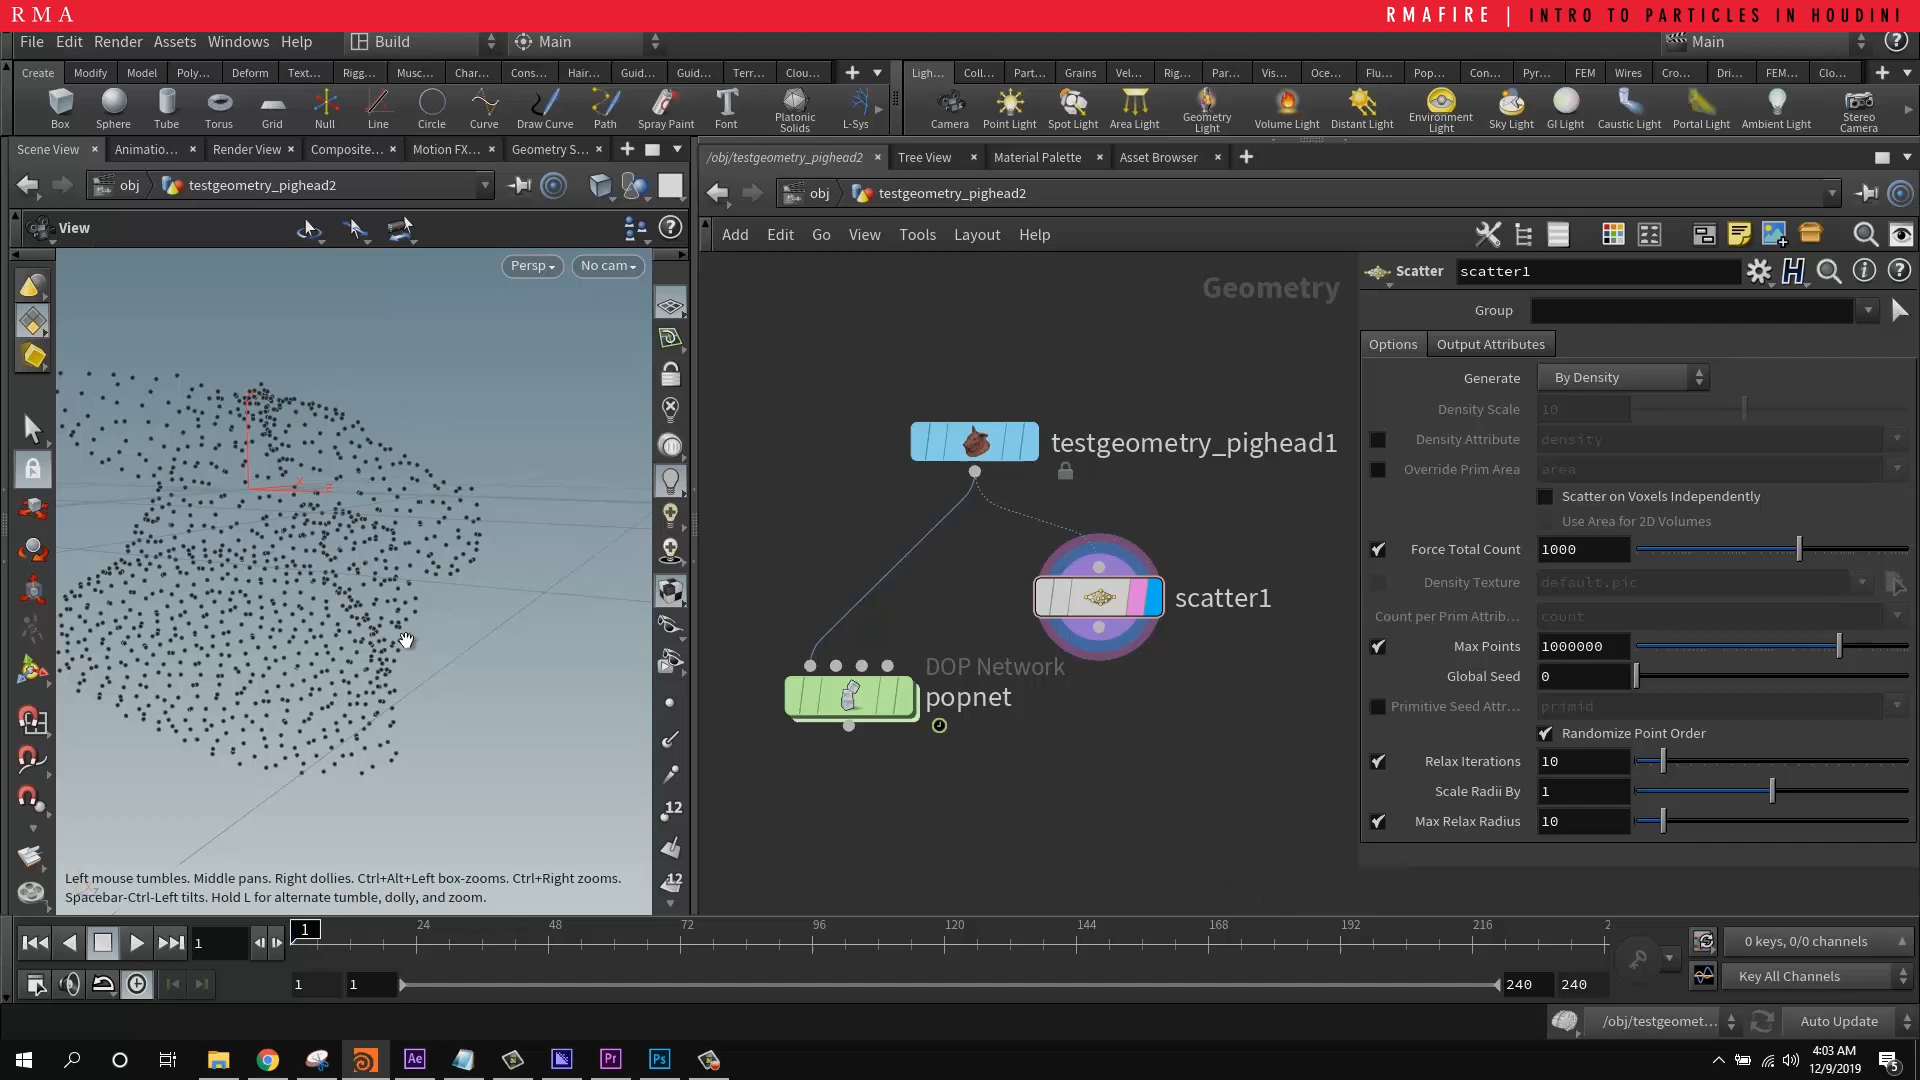 RMA
RMAFIRE | INTRO TO PARTICLES IN HOUDINI
File Edit Render Assets Windows Help Build Main Main
Create Modify Model Poly... Deform Text... Rigg... Musc... Char... Cons... Hair... Guid... Guid... Terr... Clou...
Ligh... Coll... Part... Grains Vel... Rig... Par... Vis... Oce... Flu... Pop... Con... Pyr... FEM Wires Cro... Dri... FEM... Clo...
Box Sphere Tube Torus Grid Null Line Circle Curve Draw Curve Path Spray Paint Font Platonic Solids L-Sys
Camera Point Light Spot Light Area Light Geometry Light Volume Light Distant Light Environment Light Sky Light GI Light Caustic Light Portal Light Ambient Light Stereo Camera
Scene View Animatio... Render View Composite... Motion FX... Geometry S...
/obj/testgeometry_pighead2 Tree View Material Palette Asset Browser
obj testgeometry_pighead2
obj testgeometry_pighead2
View
Add Edit Go View Tools Layout Help
Persp No cam
Geometry
Scatter scatter1
Group
Options Output Attributes
Generate By Density
Density Scale 10
Density Attribute density
Override Prim Area area
Scatter on Voxels Independently
Use Area for 2D Volumes
Force Total Count 1000
Density Texture default.pic
Count per Prim Attrib... count
Max Points 1000000
Global Seed 0
Primitive Seed Attr... primid
Randomize Point Order
Relax Iterations 10
Scale Radii By 1
Max Relax Radius 10
testgeometry_pighead1
scatter1
DOP Network
popnet
x z
12
12
Left mouse tumbles. Middle pans. Right dollies. Ctrl+Alt+Left box-zooms. Ctrl+Right zooms.
Spacebar-Ctrl-Left tilts. Hold L for alternate tumble, dolly, and zoom.
1 1 24 48 72 96 120 144 168 192 216 2
0 keys, 0/0 channels
1 1 240 240
Key All Channels
/obj/testgeomet... Auto Update
Ae Pr Ps
4:03 AM
12/9/2019
5